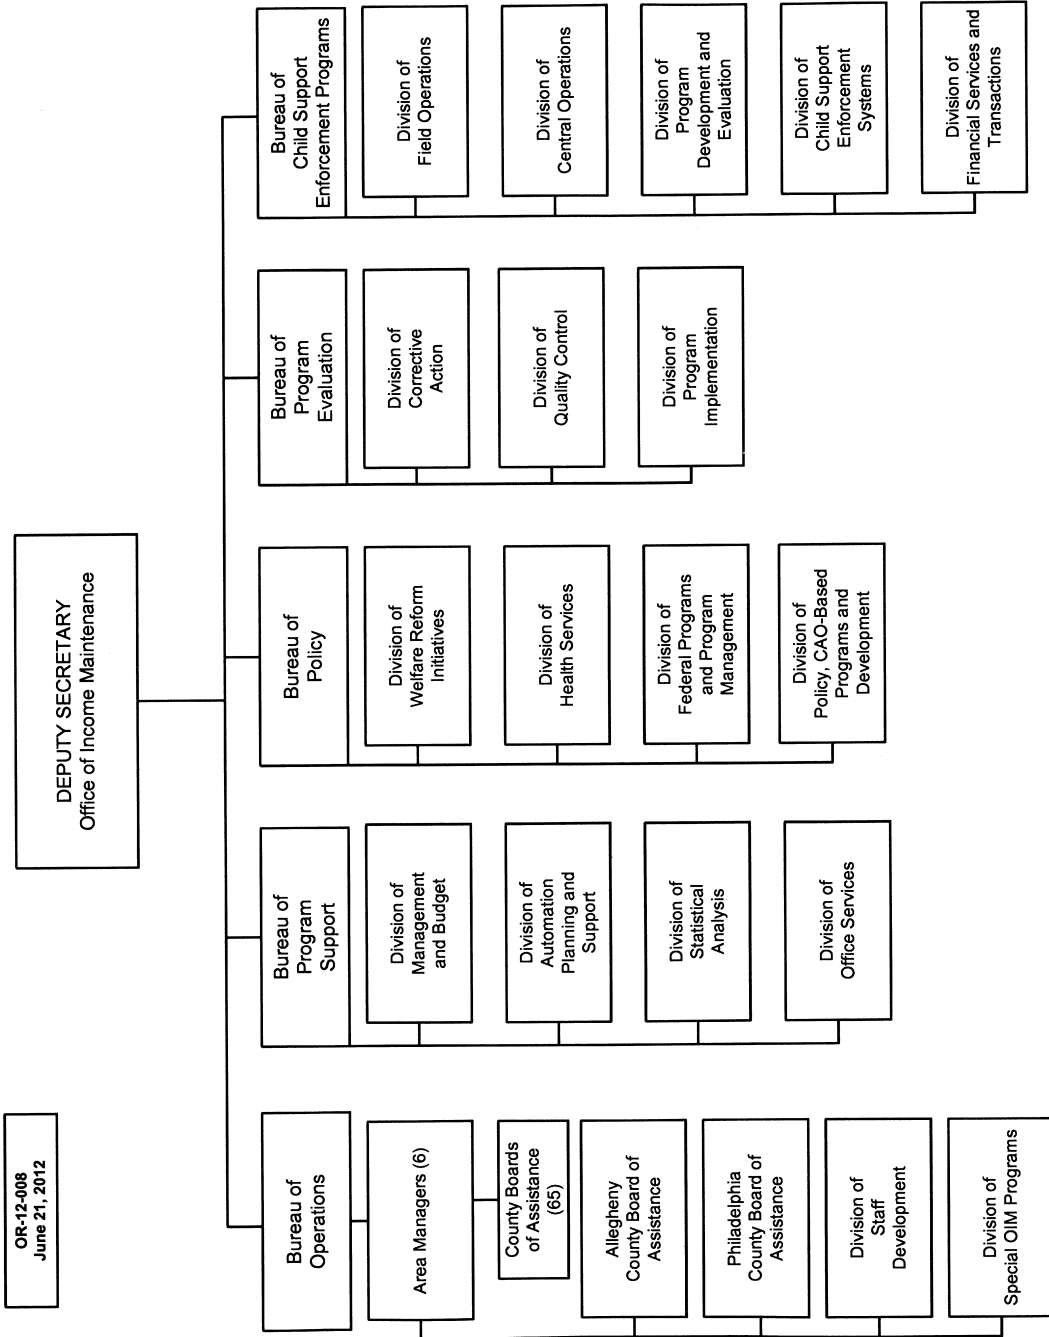 OR-12-008
June 21, 2012
DEPUTY SECRETARY
Office of Income Maintenance
Bureau of
Operations
Area Managers (6)
County Boards
of Assistance
(65)
Allegheny
County Board of
Assistance
Philadelphia
County Board of
Assistance
Division of
Staff
Development
Division of
Special OIM Programs
Bureau of
Program
Support
Division of
Management
and Budget
Division of
Automation
Planning and
Support
Division of
Statistical
Analysis
Division of
Office Services
Bureau of
Policy
Division of
Welfare Reform
Initiatives
Division of
Health Services
Division of
Federal Programs
and Program
Management
Division of
Policy, CAO-Based
Programs and
Development
Bureau of
Program
Evaluation
Division of
Corrective
Action
Division of
Quality Control
Division of
Program
Implementation
Bureau of
Child Support
Enforcement Programs
Division of
Field Operations
Division of
Central Operations
Division of
Program
Development and
Evaluation
Division of
Child Support
Enforcement
Systems
Division of
Financial Services and
Transactions